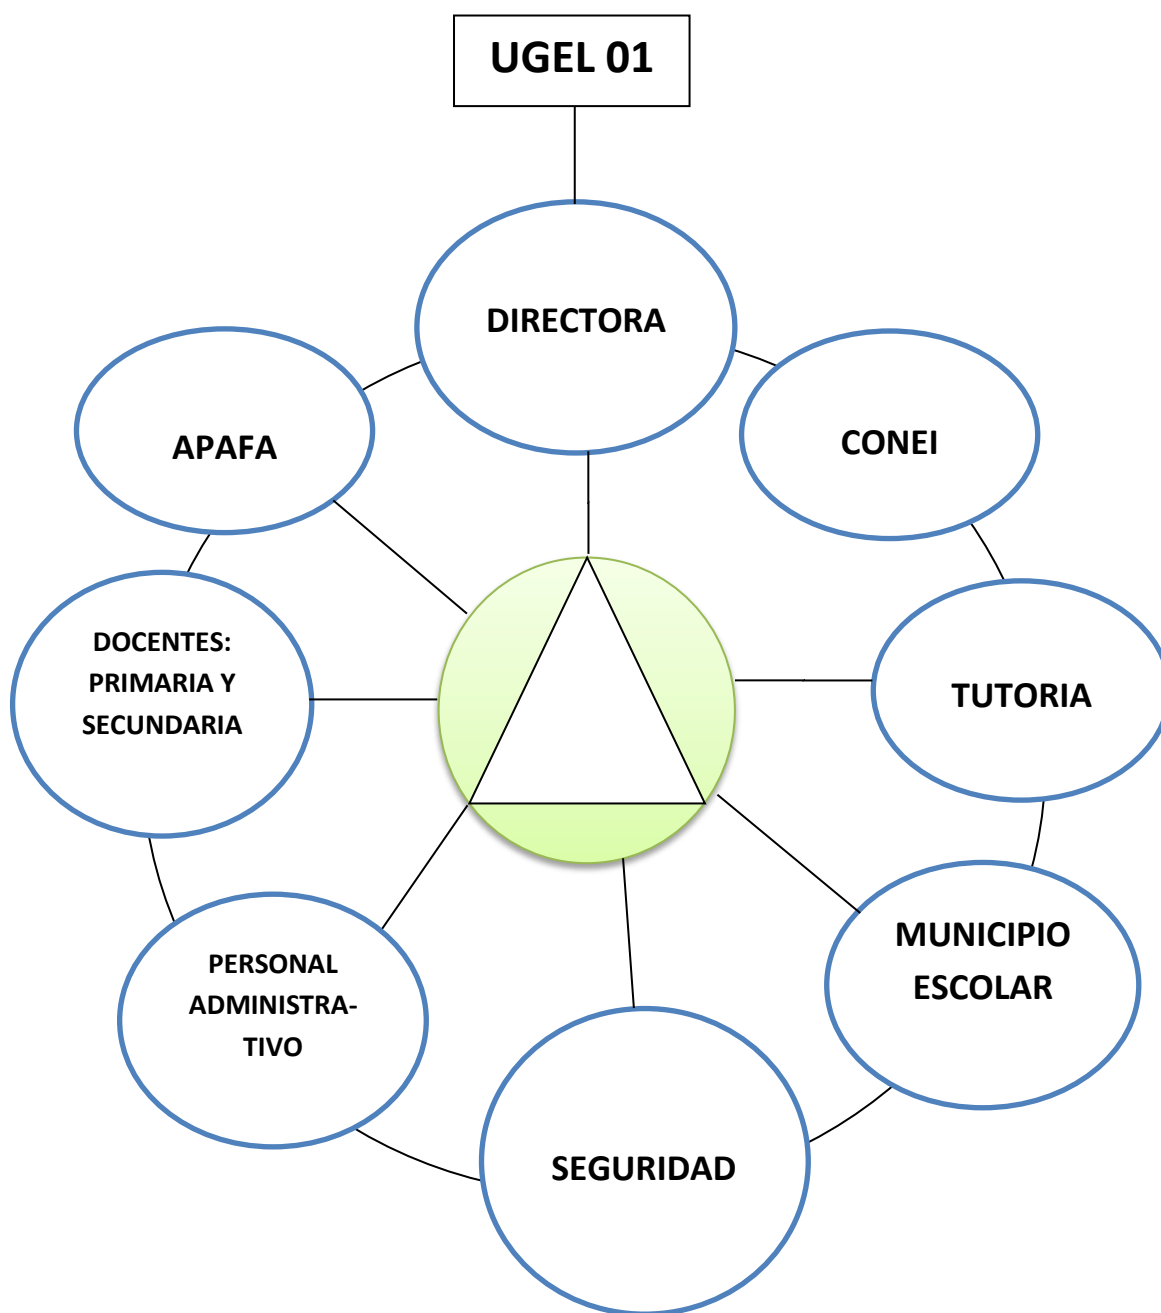 UGEL 01
DIRECTORA
APAFA
CONEI
DOCENTES:
PRIMARIA Y
SECUNDARIA
TUTORIA
MUNICIPIO
ESCOLAR
PERSONAL
ADMINISTRA-
TIVO
SEGURIDAD